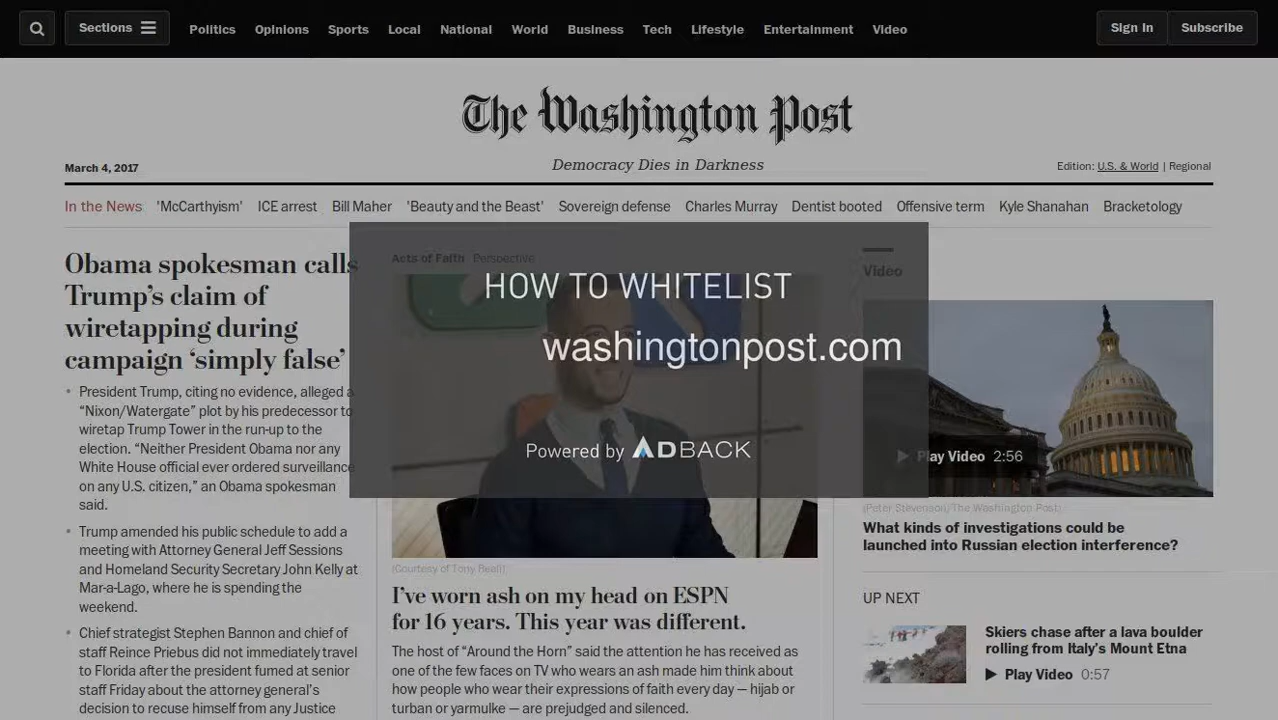 Sections
Politics
Opinions
Sports
Local
National
World
Business
Tech
Lifestyle
Entertainment
Video
Sign In
Subscribe
The Washington Post
March 4, 2017
Democracy Dies in Darkness
Edition: U.S. & World | Regional
In the News 'McCarthyism' ICE arrest Bill Maher 'Beauty and the Beast' Sovereign defense Charles Murray Dentist booted Offensive term Kyle Shanahan Bracketology
Obama spokesman calls
Trump’s claim of
wiretapping during
campaign ‘simply false’
• President Trump, citing no evidence, alleged a
“Nixon/Watergate” plot by his predecessor to
wiretap Trump Tower in the run-up to the
election. “Neither President Obama nor any
White House official ever ordered surveillance
on any U.S. citizen,” an Obama spokesman
said.
• Trump amended his public schedule to add a
meeting with Attorney General Jeff Sessions
and Homeland Security Secretary John Kelly at
Mar-a-Lago, where he is spending the
weekend.
• Chief strategist Stephen Bannon and chief of
staff Reince Priebus did not immediately travel
to Florida after the president fumed at senior
staff Friday about the attorney general’s
decision to recuse himself from any Justice
Acts of Faith Perspective
HOW TO WHITELIST
washingtonpost.com
Powered by ADBACK
(Courtesy of Tony Reali)
I’ve worn ash on my head on ESPN
for 16 years. This year was different.
The host of “Around the Horn” said the attention he has received as
one of the few faces on TV who wears an ash made him think about
how people who wear their expressions of faith every day — hijab or
turban or yarmulke — are prejudged and silenced.
Video
Play Video 2:56
(Peter Stevenson/The Washington Post)
What kinds of investigations could be
launched into Russian election interference?
UP NEXT
Skiers chase after a lava boulder
rolling from Italy’s Mount Etna
Play Video 0:57